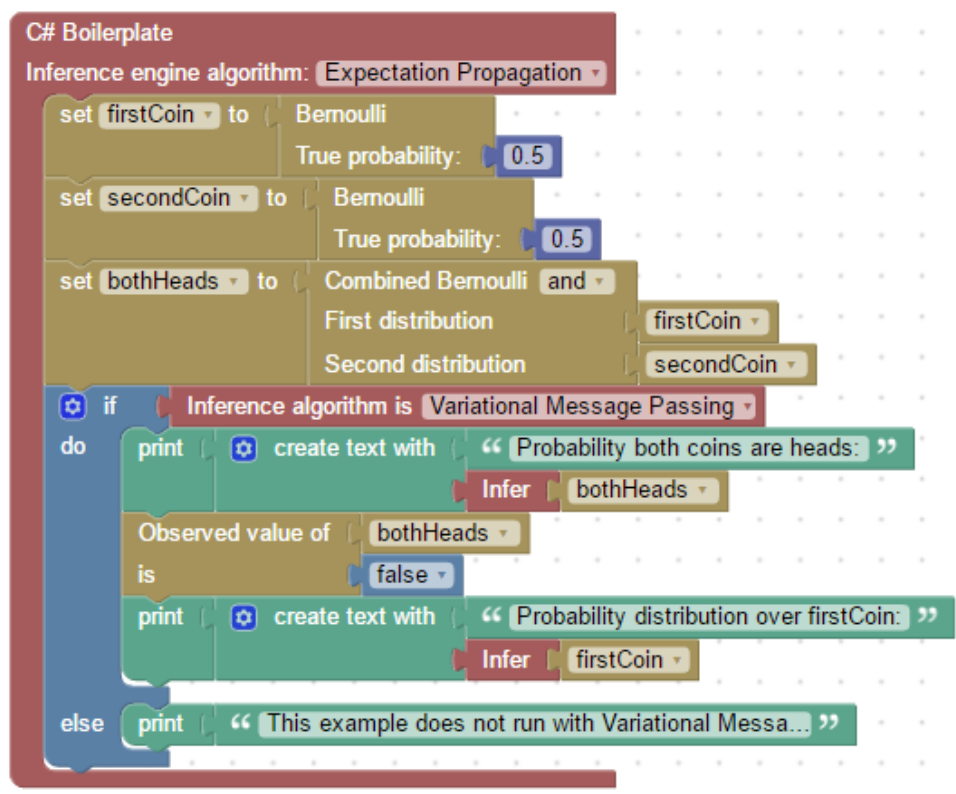 C# Boilerplate
Inference engine algorithm: Expectation Propagation
set firstCoin to Bernoulli
True probability: 0.5
set secondCoin to Bernoulli
True probability: 0.5
set bothHeads to Combined Bernoulli and
First distribution firstCoin
Second distribution secondCoin
if Inference algorithm is Variational Message Passing
do print create text with “ Probability both coins are heads: ”
Infer bothHeads
Observed value of bothHeads
is false
print create text with “ Probability distribution over firstCoin: ”
Infer firstCoin
else print “ This example does not run with Variational Messa... ”